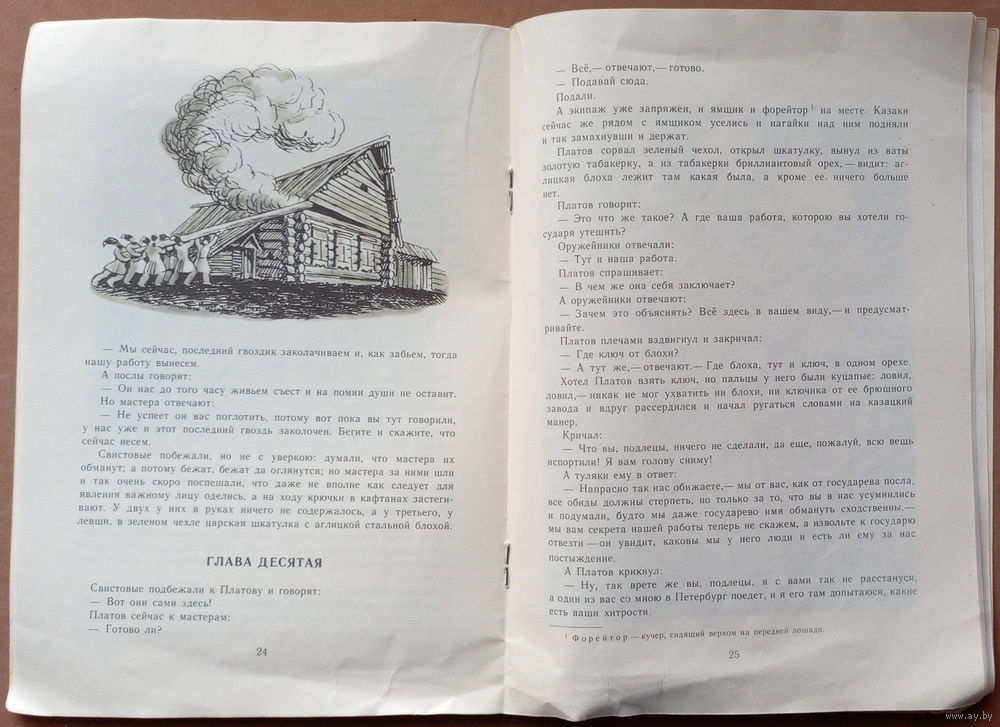 — Мы сейчас, последний гвоздик заколачиваем и, как забьем, тогда
нашу работу вынесем.
А послы говорят:
— Он нас до того часу живьем съест и на помин души не оставит.
Но мастера отвечают:
— Не успеет он вас поглотить, потому вот пока вы тут говорили,
у нас уже и этот последний гвоздь заколочен. Бегите и скажите, что
сейчас несем.
Свистовые побежали, но не с уверкою: думали, что мастера их
обманут; а потому бежат, бежат да оглянутся; но мастера за ними шли
и так очень скоро поспешали, что даже не вполне как следует для
явления важному лицу оделись, а на ходу крючки в кафтанах застеги-
вают. У двух у них в руках ничего не содержалось, а у третьего, у
левши, в зеленом чехле царская шкатулка с аглицкой стальной блохой.
ГЛАВА ДЕСЯТАЯ
Свистовые подбежали к Платову и говорят:
— Вот они сами здесь!
Платов сейчас к мастерам:
— Готово ли?
24
— Всё,— отвечают,— готово.
— Подавай сюда.
Подали.
А экипаж уже запряжен, и ямщик и форейтор¹ на месте. Казаки
сейчас же рядом с ямщиком уселись и нагайки над ним подняли
и так замахнувши и держат.
Платов сорвал зеленый чехол, открыл шкатулку, вынул из ваты
золотую табакерку, а из табакерки бриллиантовый орех,— видит: аг-
лицкая блоха лежит там какая была, а кроме ее ничего больше
нет.
Платов говорит:
— Это что же такое? А где ваша работа, которою вы хотели го-
сударя утешить?
Оружейники отвечали:
— Тут и наша работа.
Платов спрашивает:
— В чем же она себя заключает?
А оружейники отвечают:
— Зачем это объяснять? Всё здесь в вашем виду,— и предусмат-
ривайте.
Платов плечами вздвигнул и закричал:
— Где ключ от блохи?
— А тут же,— отвечают.— Где блоха, тут и ключ, в одном орехе.
Хотел Платов взять ключ, но пальцы у него были куцапые: ловил,
ловил,— никак не мог ухватить ни блохи, ни ключика от ее брюшного
завода и вдруг рассердился и начал ругаться словами на казацкий
манер.
Кричал:
— Что вы, подлецы, ничего не сделали, да еще, пожалуй, всю вещь
испортили! Я вам голову сниму!
А туляки ему в ответ:
— Напрасно так нас обижаете,— мы от вас, как от государева посла,
все обиды должны стерпеть, но только за то, что вы в нас усумнились
и подумали, будто мы даже государево имя обмануть сходственны,—
мы вам секрета нашей работы теперь не скажем, а извольте к государю
отвезти — он увидит, каковы мы у него люди и есть ли ему за нас
постыждение.
А Платов крикнул:
— Ну, так врете же вы, подлецы, я с вами так не расстануся,
а один из вас со мною в Петербург поедет, и я его там допытаюся, какие
есть ваши хитрости.
¹ Форейтор — кучер, сидящий верхом на передней лошади.
25
www.ay.by